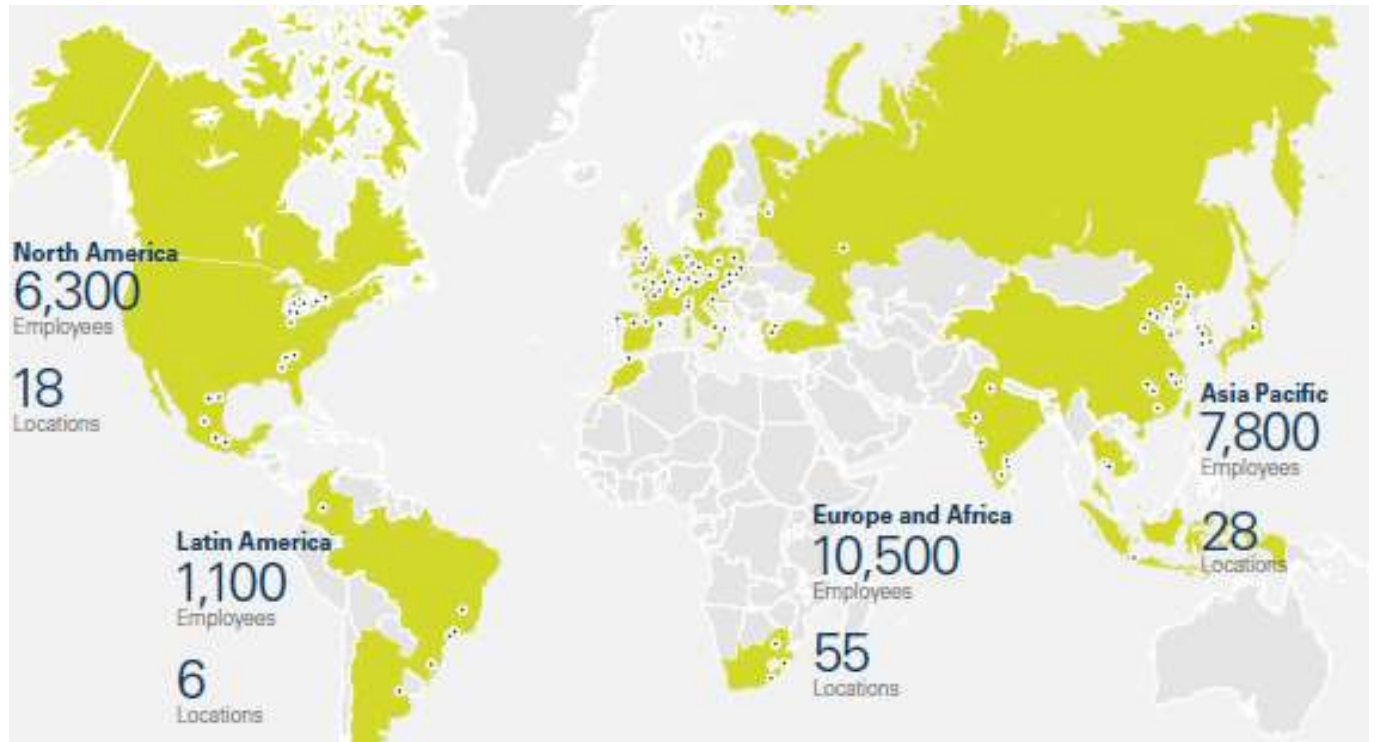 North America
6,300
Employees
18
Locations
Latin America
1,100
Employees
6
Locations
Europe and Africa
10,500
Employees
55
Locations
Asia Pacific
7,800
Employees
28
Locations